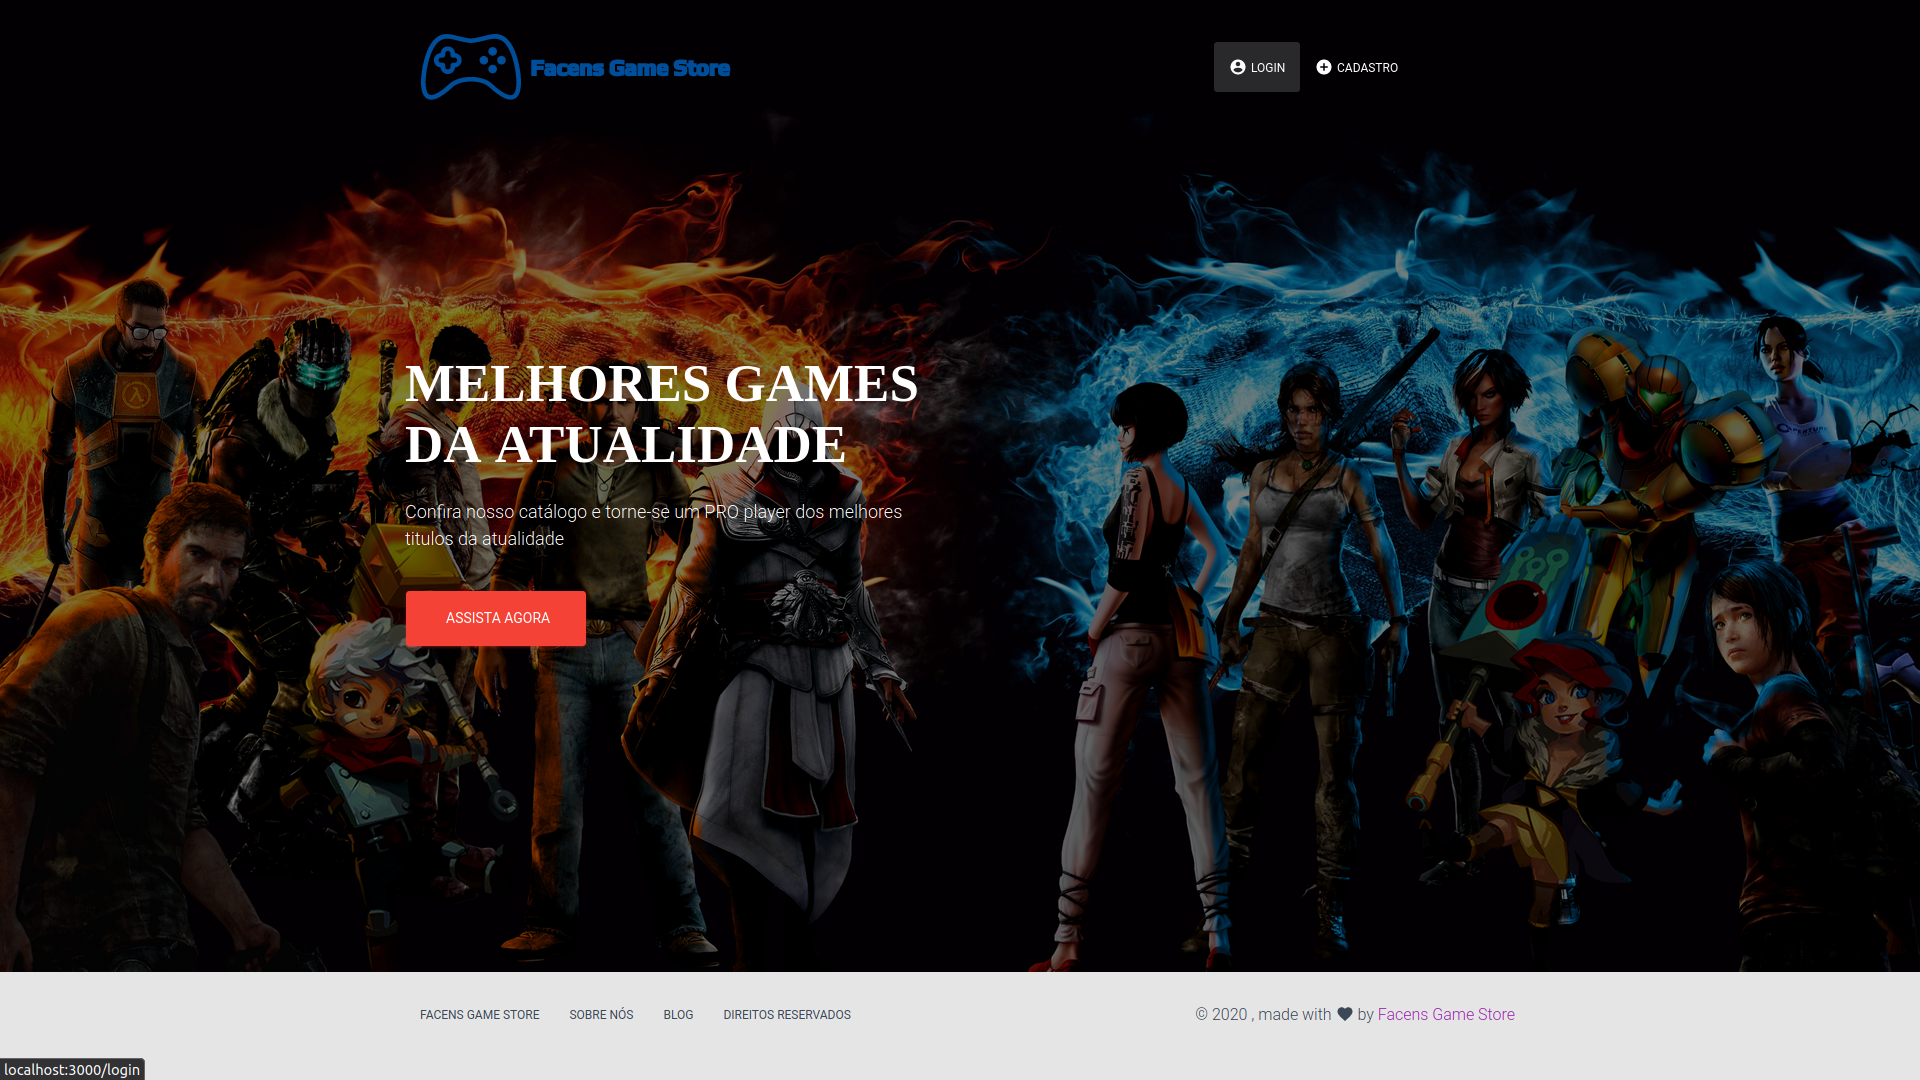 Facens Game Store
LOGIN
CADASTRO
MELHORES GAMES
DA ATUALIDADE
Confira nosso catálogo e torne-se um PRO player dos melhores
titulos da atualidade
ASSISTA AGORA
FACENS GAME STORE
SOBRE NÓS
BLOG
DIREITOS RESERVADOS
© 2020 , made with ♥ by Facens Game Store
localhost:3000/login